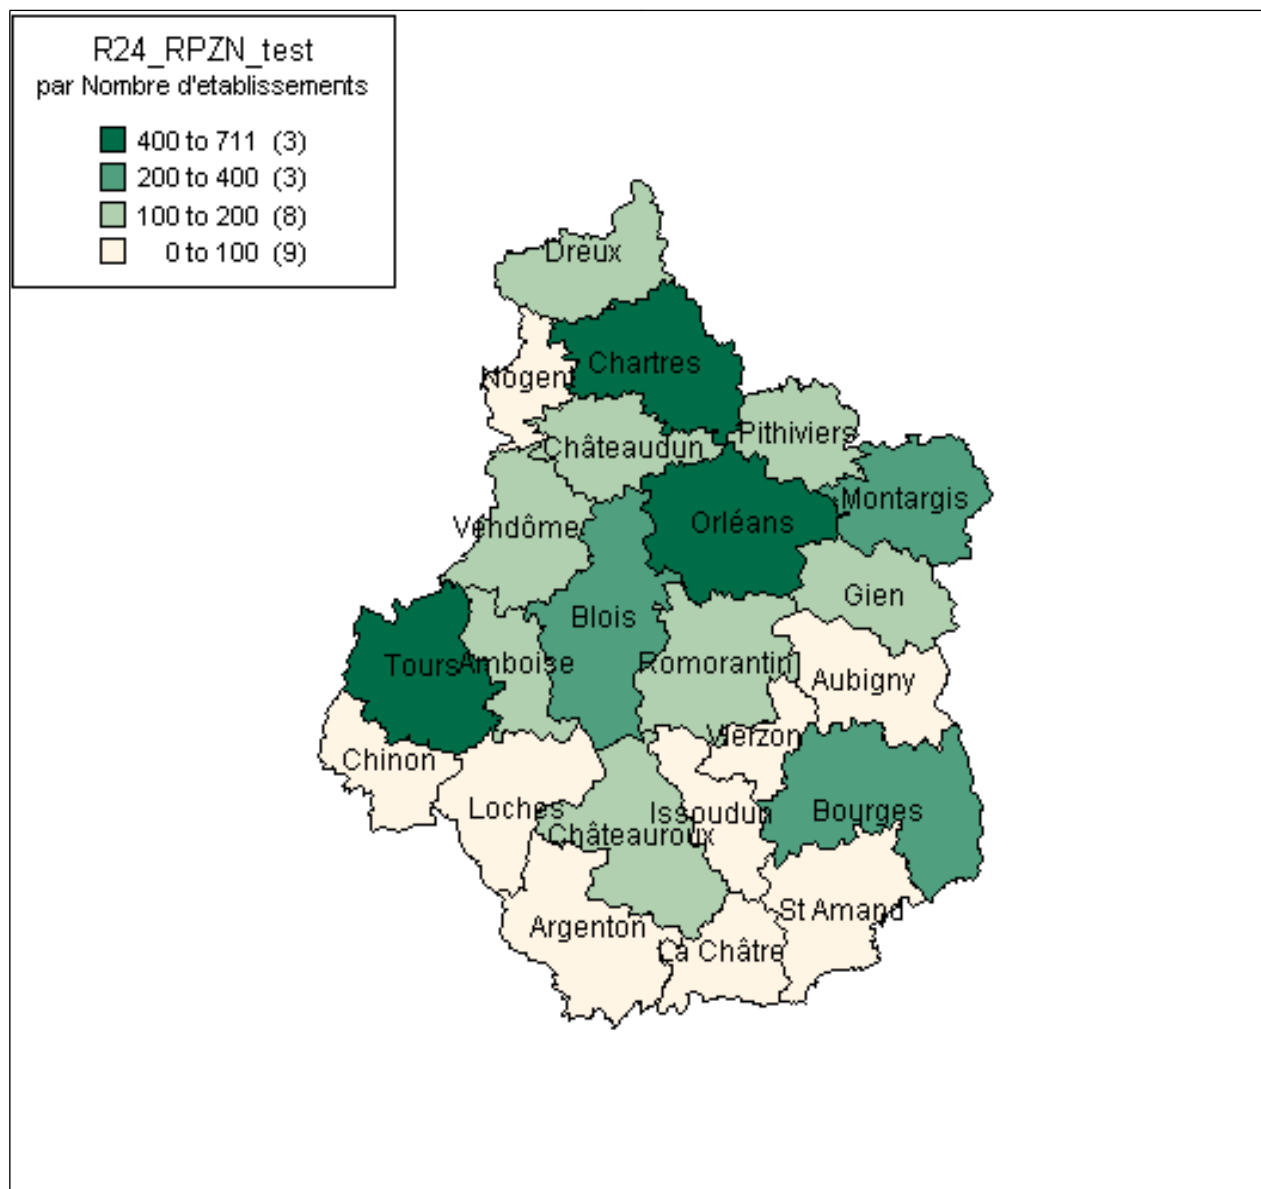 R24_RPZN_test
par Nombre d'etablissements
400 to 711 (3)
200 to 400 (3)
100 to 200 (8)
0 to 100 (9)
Dreux
Chartres
Nogent
Châteaudun
Pithiviers
Montargis
Orléans
Vendôme
Gien
Blois
Tours
Amboise
Romorantin
Aubigny
Vierzon
Chinon
Loches
Issoudun
Bourges
Châteauroux
St Amand
Argenton
La Châtre